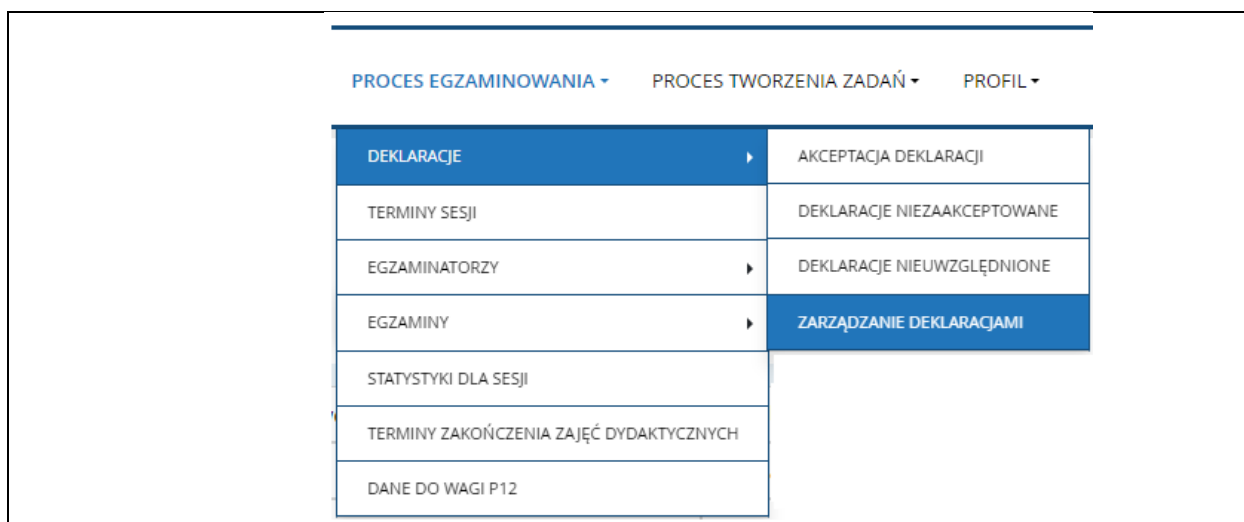 PROCES EGZAMINOWANIA PROCES TWORZENIA ZADAŃ PROFIL
DEKLARACJE
TERMINY SESJI
EGZAMINATORZY
EGZAMINY
STATYSTYKI DLA SESJI
TERMINY ZAKOŃCZENIA ZAJĘĆ DYDAKTYCZNYCH
DANE DO WAGI P12
AKCEPTACJA DEKLARACJI
DEKLARACJE NIEZAAKCEPTOWANE
DEKLARACJE NIEUWZGLĘDNIONE
ZARZĄDZANIE DEKLARACJAMI